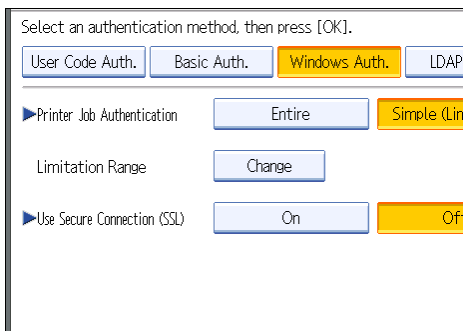 Select an authentication method, then press [OK].
User Code Auth. Basic Auth. Windows Auth. LDAP
Printer Job Authentication Entire Simple (Lin
Limitation Range Change
Use Secure Connection (SSL) On Of